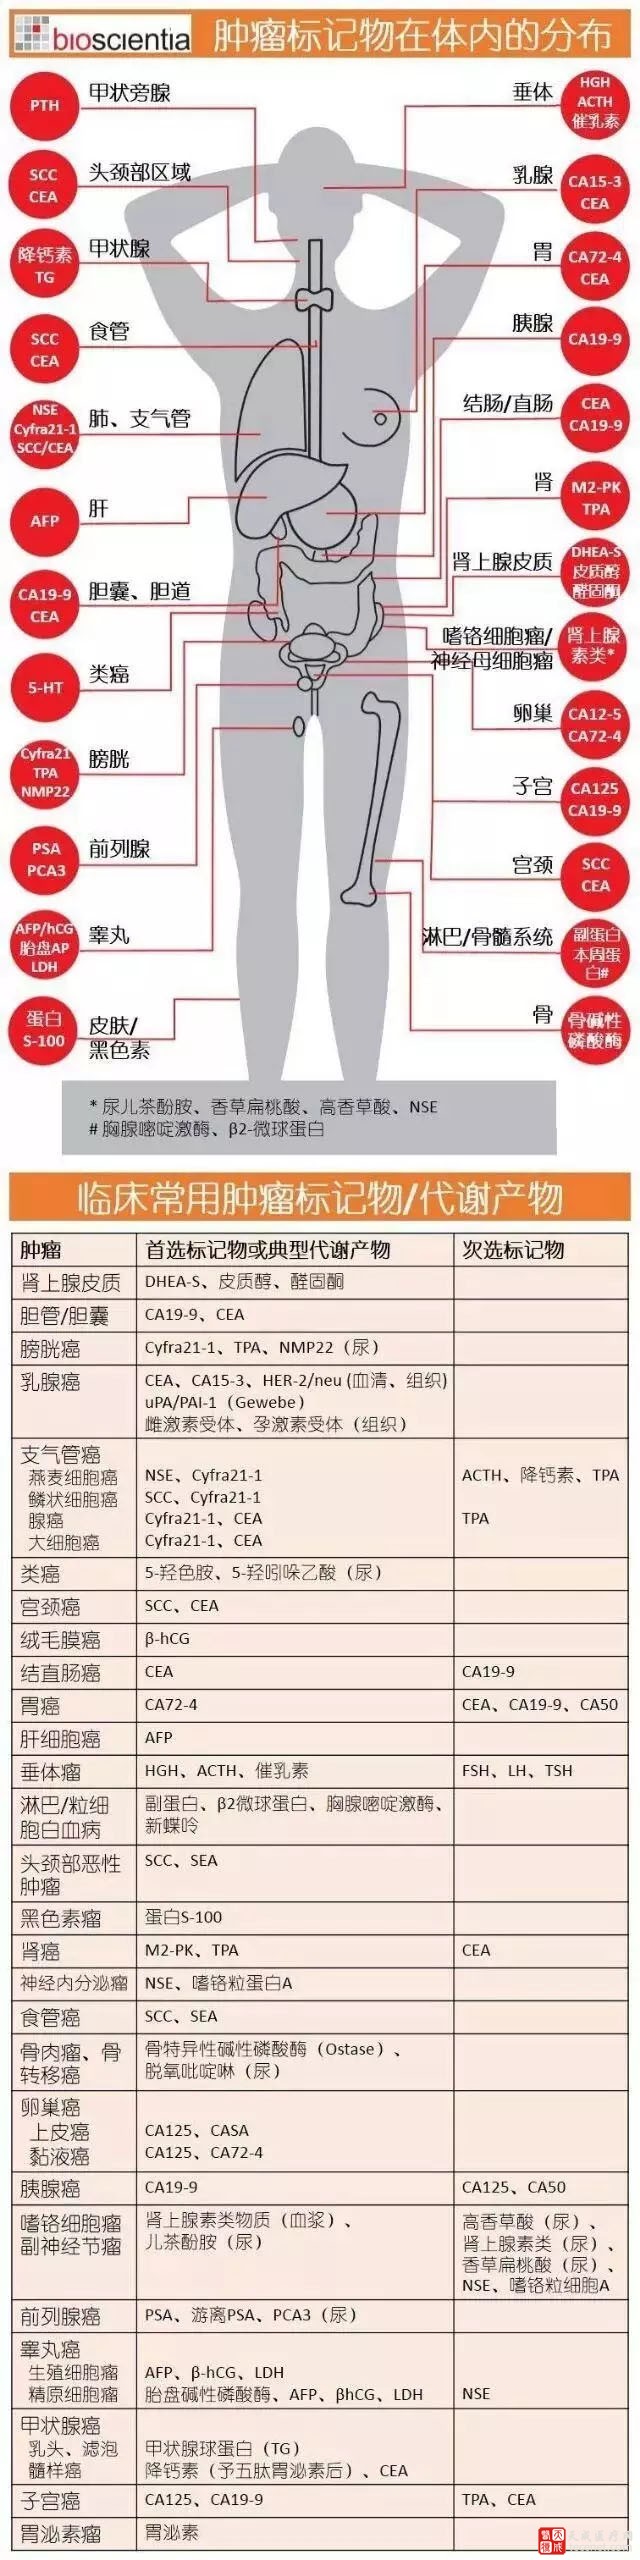 bioscientia 肿瘤标记物在体内的分布
PTH
甲状旁腺
SCC
CEA
头颈部区域
降钙素
TG
甲状腺
SCC
CEA
食管
NSE
Cyfra21-1
SCC/CEA
肺、支气管
AFP
肝
CA19-9
CEA
胆囊、胆道
5-HT
类癌
Cyfra21
TPA
NMP22
膀胱
PSA
PCA3
前列腺
AFP/hCG
胎盘AP
LDH
睾丸
蛋白
S-100
皮肤/
黑色素
垂体
HGH
ACTH
催乳素
乳腺
CA15-3
CEA
胃
CA72-4
CEA
胰腺
CA19-9
结肠/直肠
CEA
CA19-9
肾
M2-PK
TPA
肾上腺皮质
DHEA-S
皮质醇
醛固酮
嗜铬细胞瘤/
神经母细胞瘤
肾上腺
素类*
卵巢
CA12-5
CA72-4
子宫
CA125
CA19-9
宫颈
SCC
CEA
淋巴/骨髓系统
副蛋白
本周蛋
白#
骨
骨碱性
磷酸酶
* 尿儿茶酚胺、香草扁桃酸、高香草酸、NSE
# 胸腺嘧啶激酶、β2-微球蛋白
临床常用肿瘤标记物/代谢产物
肿瘤 首选标记物或典型代谢产物 次选标记物
肾上腺皮质 DHEA-S、皮质醇、醛固酮
胆管/胆囊 CA19-9、CEA
膀胱癌 Cyfra21-1、TPA、NMP22（尿）
乳腺癌 CEA、CA15-3、HER-2/neu (血清、组织)
uPA/PAI-1（Gewebe）
雌激素受体、孕激素受体（组织）
支气管癌
燕麦细胞癌 NSE、Cyfra21-1 ACTH、降钙素、TPA
鳞状细胞癌 SCC、Cyfra21-1
腺癌 Cyfra21-1、CEA TPA
大细胞癌 Cyfra21-1、CEA
类癌 5-羟色胺、5-羟吲哚乙酸（尿）
宫颈癌 SCC、CEA
绒毛膜癌 β-hCG
结直肠癌 CEA CA19-9
胃癌 CA72-4 CEA、CA19-9、CA50
肝细胞癌 AFP
垂体瘤 HGH、ACTH、催乳素 FSH、LH、TSH
淋巴/粒细 副蛋白、β2微球蛋白、胸腺嘧啶激酶、
胞白血病 新蝶呤
头颈部恶性 SCC、SEA
肿瘤
黑色素瘤 蛋白S-100
肾癌 M2-PK、TPA CEA
神经内分泌瘤 NSE、嗜铬粒蛋白A
食管癌 SCC、SEA
骨肉瘤、骨 骨特异性碱性磷酸酶（Ostase）、
转移癌 脱氧吡啶啉（尿）
卵巢癌
上皮癌 CA125、CASA
黏液癌 CA125、CA72-4
胰腺癌 CA19-9 CA125、CA50
嗜铬细胞瘤 肾上腺素类物质（血浆）、 高香草酸（尿）、
副神经节瘤 儿茶酚胺（尿） 肾上腺素类（尿）、
香草扁桃酸（尿）、
NSE、嗜铬粒细胞A
前列腺癌 PSA、游离PSA、PCA3（尿）
睾丸癌
生殖细胞瘤 AFP、β-hCG、LDH
精原细胞瘤 胎盘碱性磷酸酶、AFP、βhCG、LDH NSE
甲状腺癌
乳头、滤泡 甲状腺球蛋白（TG）
髓样癌 降钙素（予五肽胃泌素后）、CEA
子宫癌 CA125、CA19-9 TPA、CEA
胃泌素瘤 胃泌素